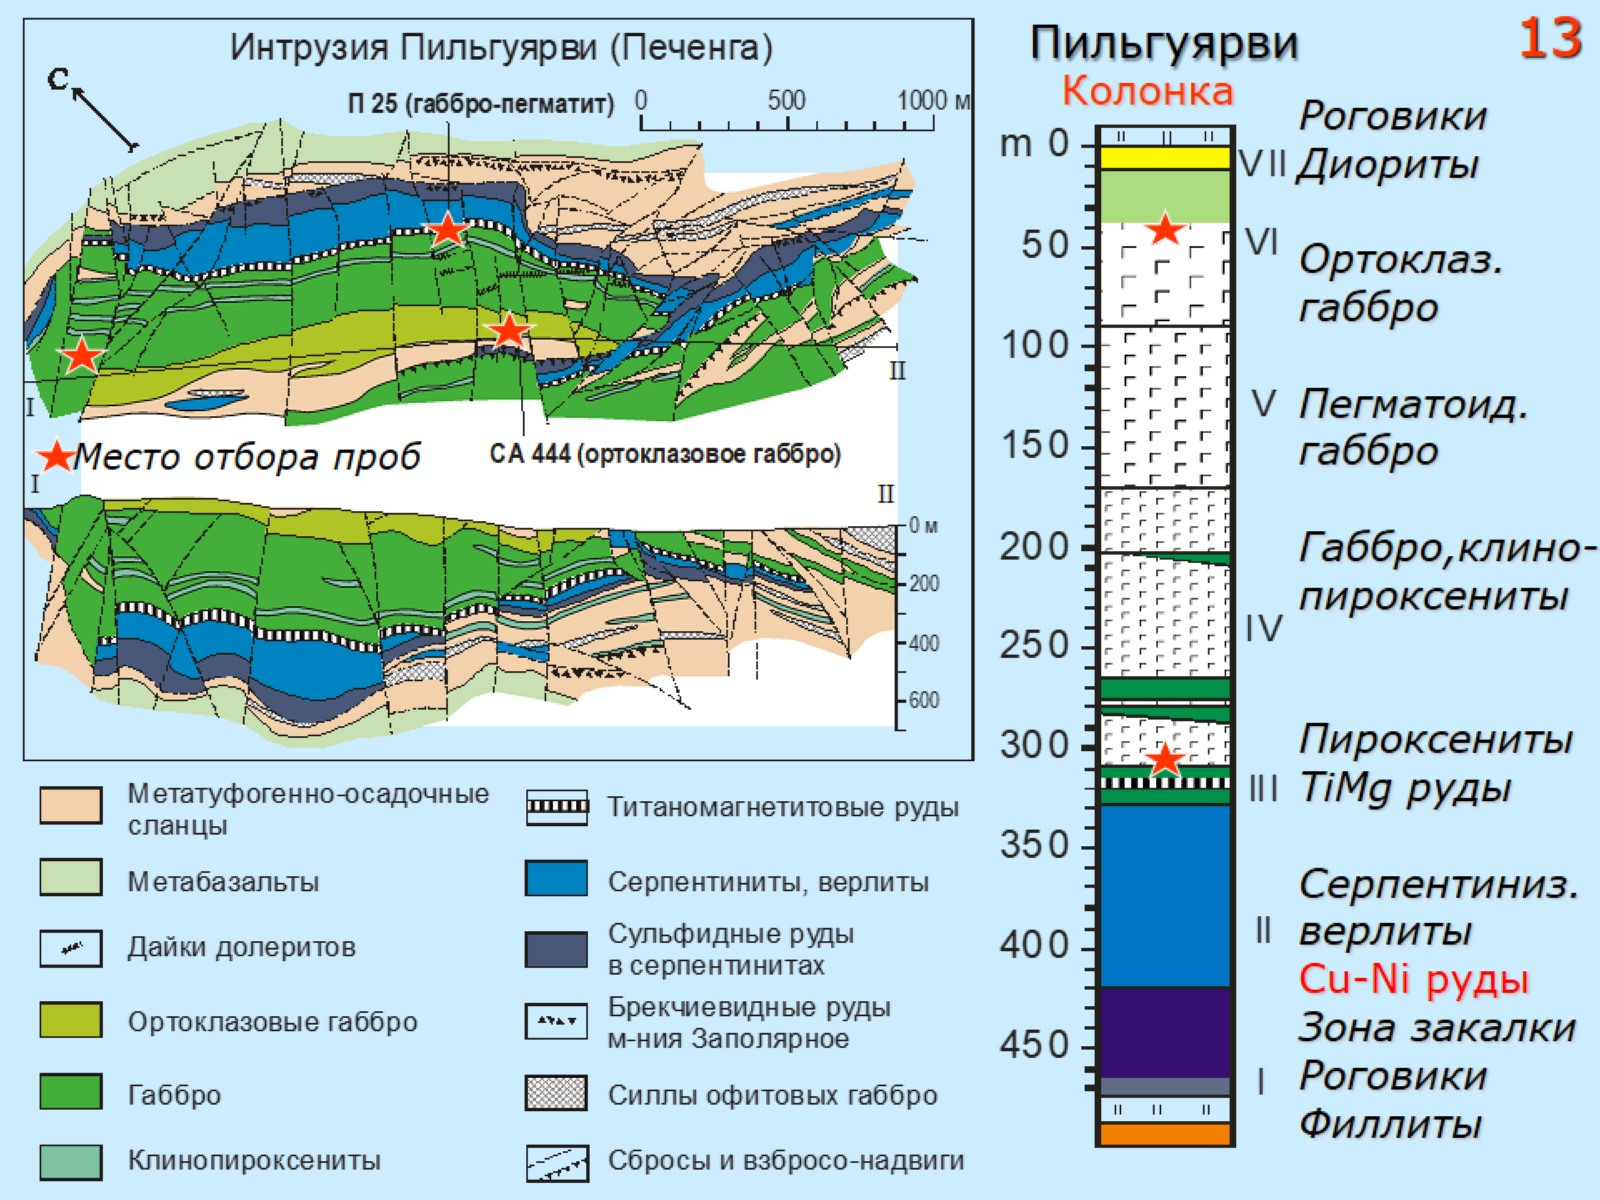 Интрузия Пильгуярви (Печенга)
С
П 25 (габбро-пегматит)
0 500 1000 м
I
II
Место отбора проб
СА 444 (ортоклазовое габбро)
I
II
0 м
200
400
600
Метатуфогенно-осадочные
сланцы
Метабазальты
Дайки долеритов
Ортоклазовые габбро
Габбро
Клинопироксениты
Титаномагнетитовые руды
Серпентиниты, верлиты
Сульфидные руды
в серпентинитах
Брекчиевидные руды
м-ния Заполярное
Силлы офитовых габбро
Сбросы и взбросо-надвиги
Пильгуярви
13
Колонка
m 0
50
100
150
200
250
300
350
400
450
VII
VI
V
IV
III
II
I
Роговики
Диориты
Ортоклаз.
габбро
Пегматоид.
габбро
Габбро,клино-
пироксениты
Пироксениты
TiMg руды
Серпентиниз.
верлиты
Cu-Ni руды
Зона закалки
Роговики
Филлиты